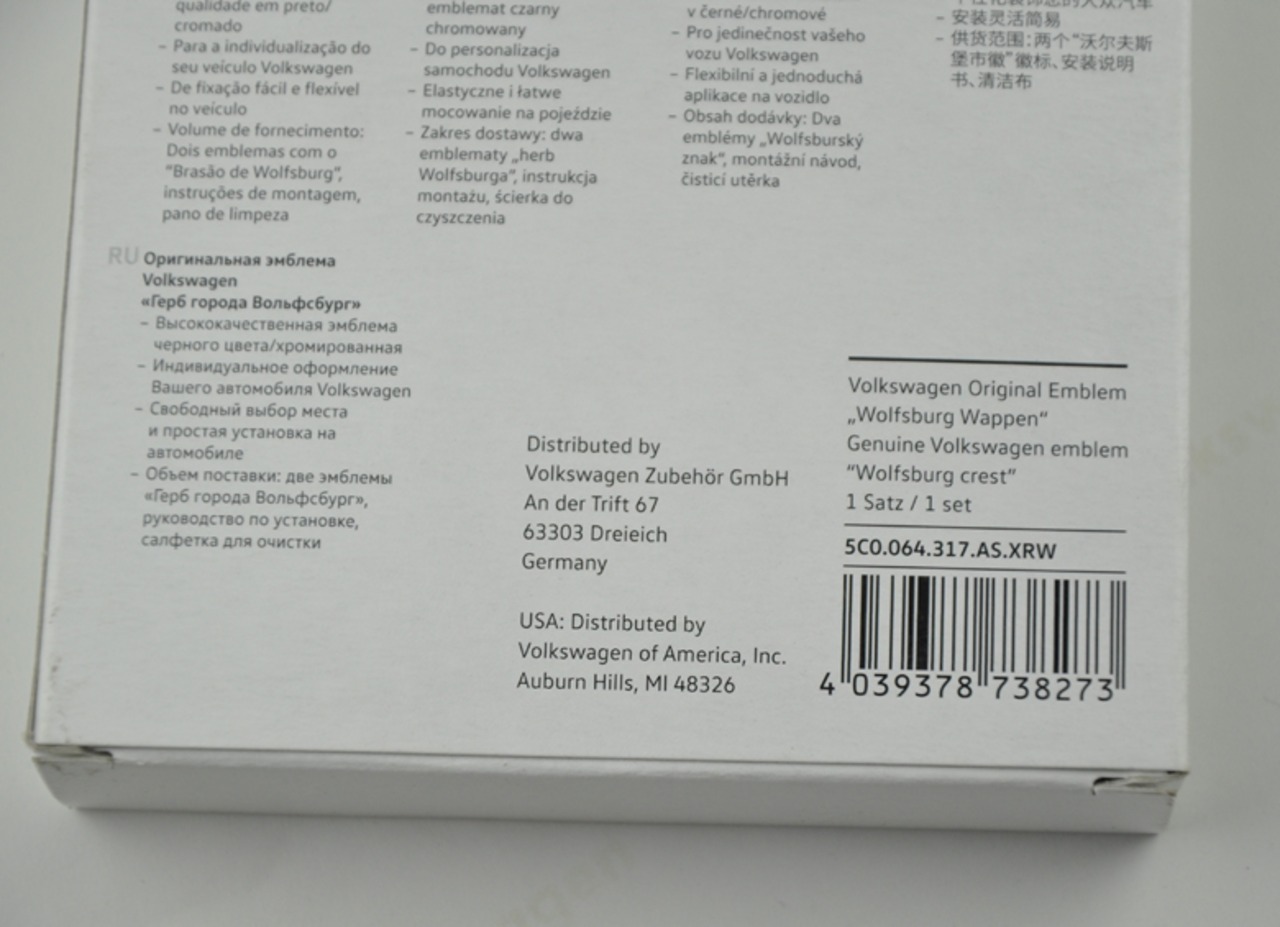 qualidade em preto/
cromado
– Para a individualização do
seu veículo Volkswagen
– De fixação fácil e flexível
no veículo
– Volume de fornecimento:
Dois emblemas com o
“Brasão de Wolfsburg”,
instruções de montagem,
pano de limpeza
emblemat czarny
chromowany
– Do personalizacja
samochodu Volkswagen
– Elastyczne i łatwe
mocowanie na pojeździe
– Zakres dostawy: dwa
emblematy „herb
Wolfsburga”, instrukcja
montażu, ścierka do
czyszczenia
v černé/chromové
– Pro jedinečnost vašeho
vozu Volkswagen
– Flexibilní a jednoduchá
aplikace na vozidlo
– Obsah dodávky: Dva
emblémy „Wolfsburský
znak“, montážní návod,
čisticí utěrka
– 安装灵活简易
– 供货范围：两个“沃尔夫斯
堡市徽”徽标、安装说明
书、清洁布
RU Оригинальная эмблема
Volkswagen
«Герб города Вольфсбург»
– Высококачественная эмблема
черного цвета/хромированная
– Индивидуальное оформление
Вашего автомобиля Volkswagen
– Свободный выбор места
и простая установка на
автомобиле
– Объем поставки: две эмблемы
«Герб города Вольфсбург»,
руководство по установке,
салфетка для очистки
Distributed by
Volkswagen Zubehör GmbH
An der Trift 67
63303 Dreieich
Germany
USA: Distributed by
Volkswagen of America, Inc.
Auburn Hills, MI 48326
Volkswagen Original Emblem
„Wolfsburg Wappen“
Genuine Volkswagen emblem
“Wolfsburg crest”
1 Satz / 1 set
5C0.064.317.AS.XRW
4 039378 738273